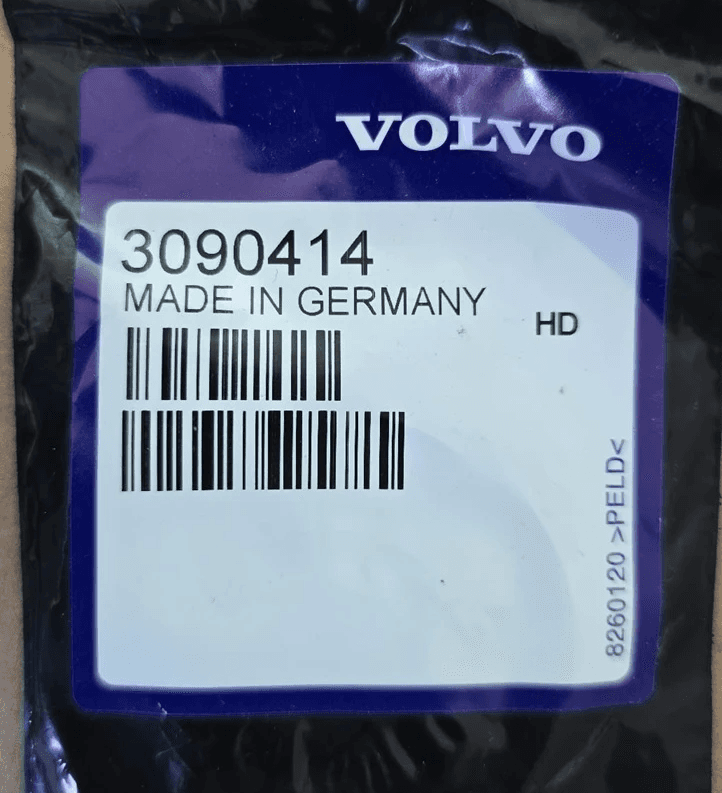 VOLVO
3090414
MADE IN GERMANY
HD
8260120 >PELD<